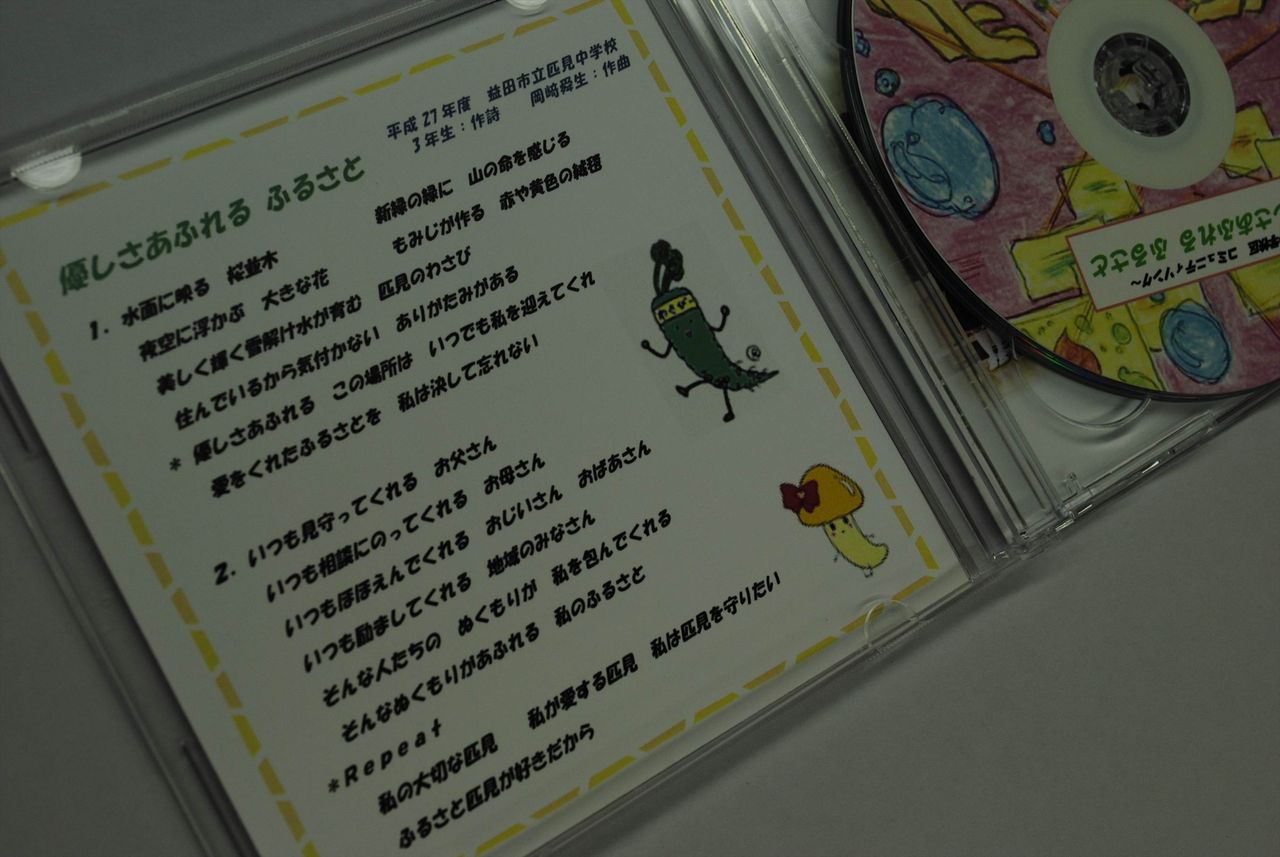 優しさあふれる ふるさと
平成27年度 益田市立匹見中学校
3年生：作詩 岡﨑舜生：作曲
1. 水面に映る 桜並木 新緑の緑に 山の命を感じる
夜空に浮かぶ 大きな花 もみじが作る 赤や黄色の絨毯
美しく輝く雪解け水が育む 匹見のわさび
住んでいるから気付かない ありがたみがある
* 優しさあふれる この場所は いつでも私を迎えてくれ
愛をくれたふるさとを 私は決して忘れない
2. いつも見守ってくれる お父さん
いつも相談にのってくれる お母さん
いつもほほえんでくれる おじいさん おばあさん
いつも励ましてくれる 地域のみなさん
そんな人たちの ぬくもりが 私を包んでくれる
そんなぬくもりがあふれる 私のふるさと
*Repeat
私の大切な匹見 私が愛する匹見 私は匹見を守りたい
ふるさと匹見が好きだから
コミュニティソング～
さあふれる ふるさと